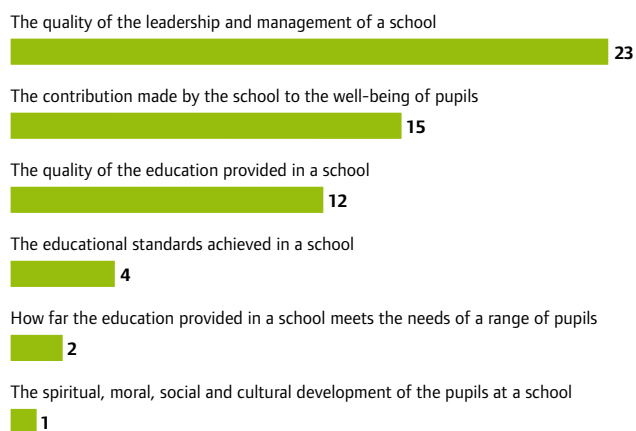 The quality of the leadership and management of a school
23
The contribution made by the school to the well-being of pupils
15
The quality of the education provided in a school
12
The educational standards achieved in a school
4
How far the education provided in a school meets the needs of a range of pupils
2
The spiritual, moral, social and cultural development of the pupils at a school
1